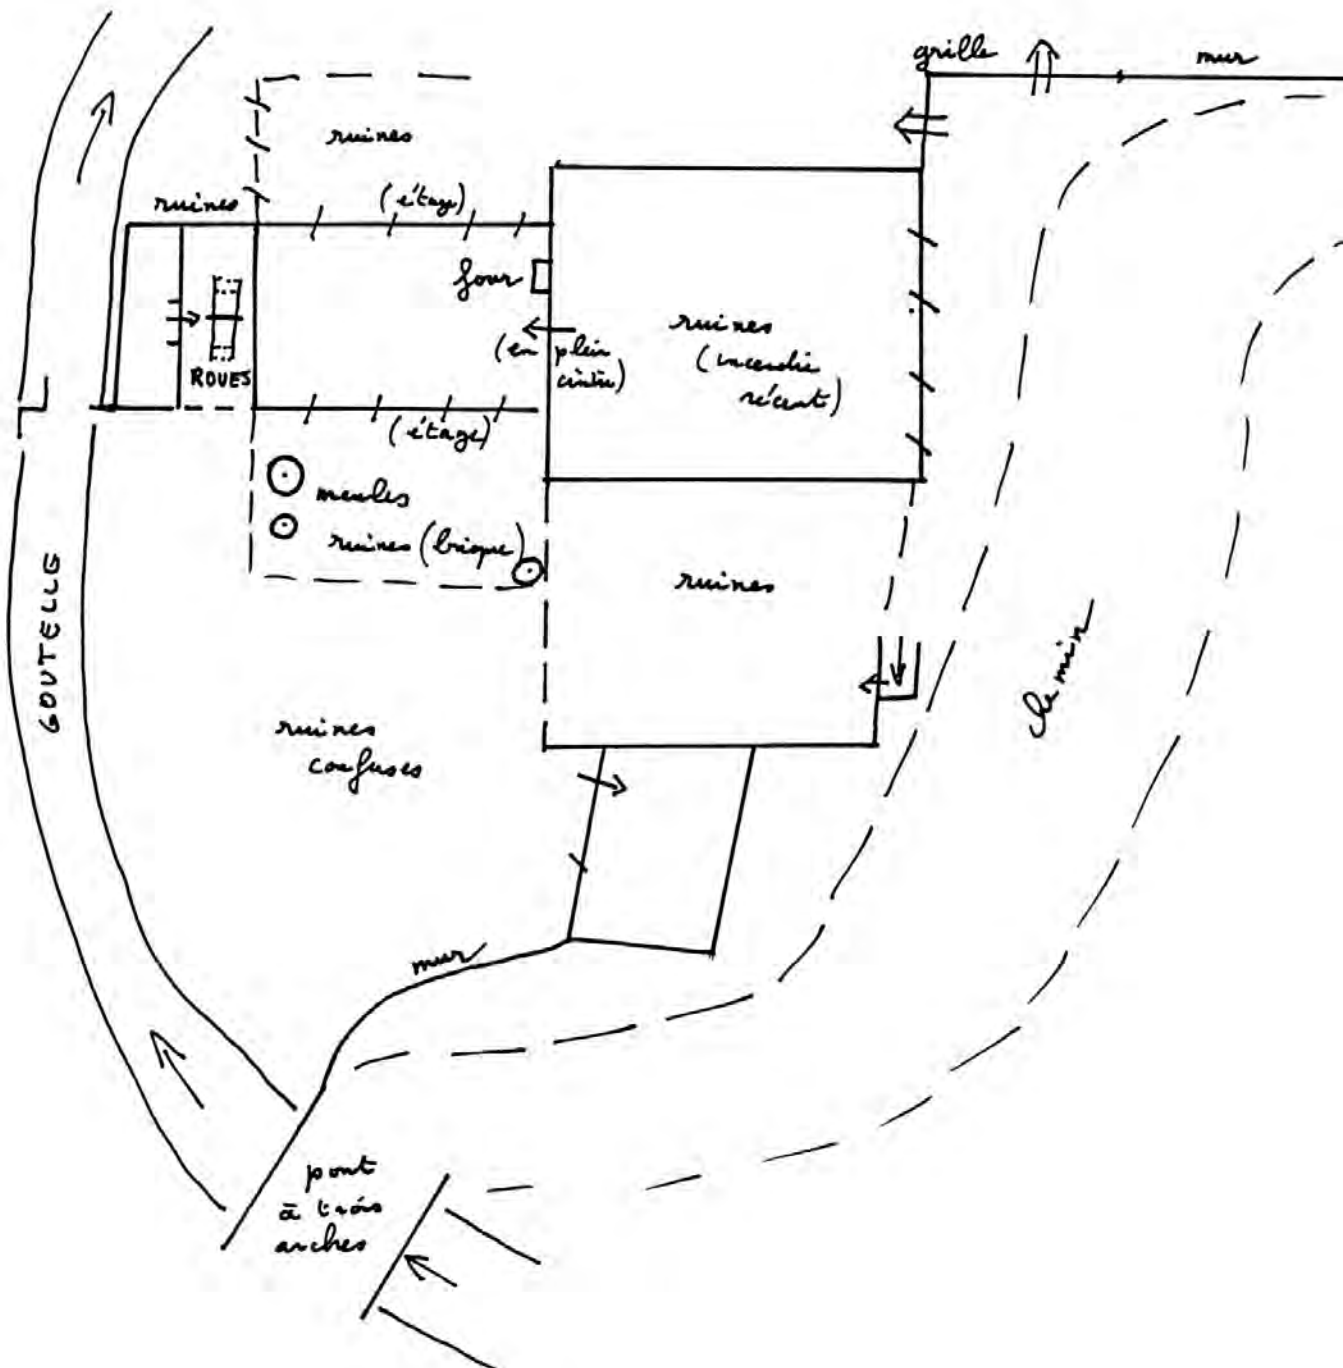 grille
mur
ruines
ruines
(étage)
four
(en plein
cintre)
ruines
(incendie
récent)
ROUES
(étage)
meules
ruines (brique)
ruines
GOUTELLE
chemin
ruines
confuses
mur
pont
à trois
arches